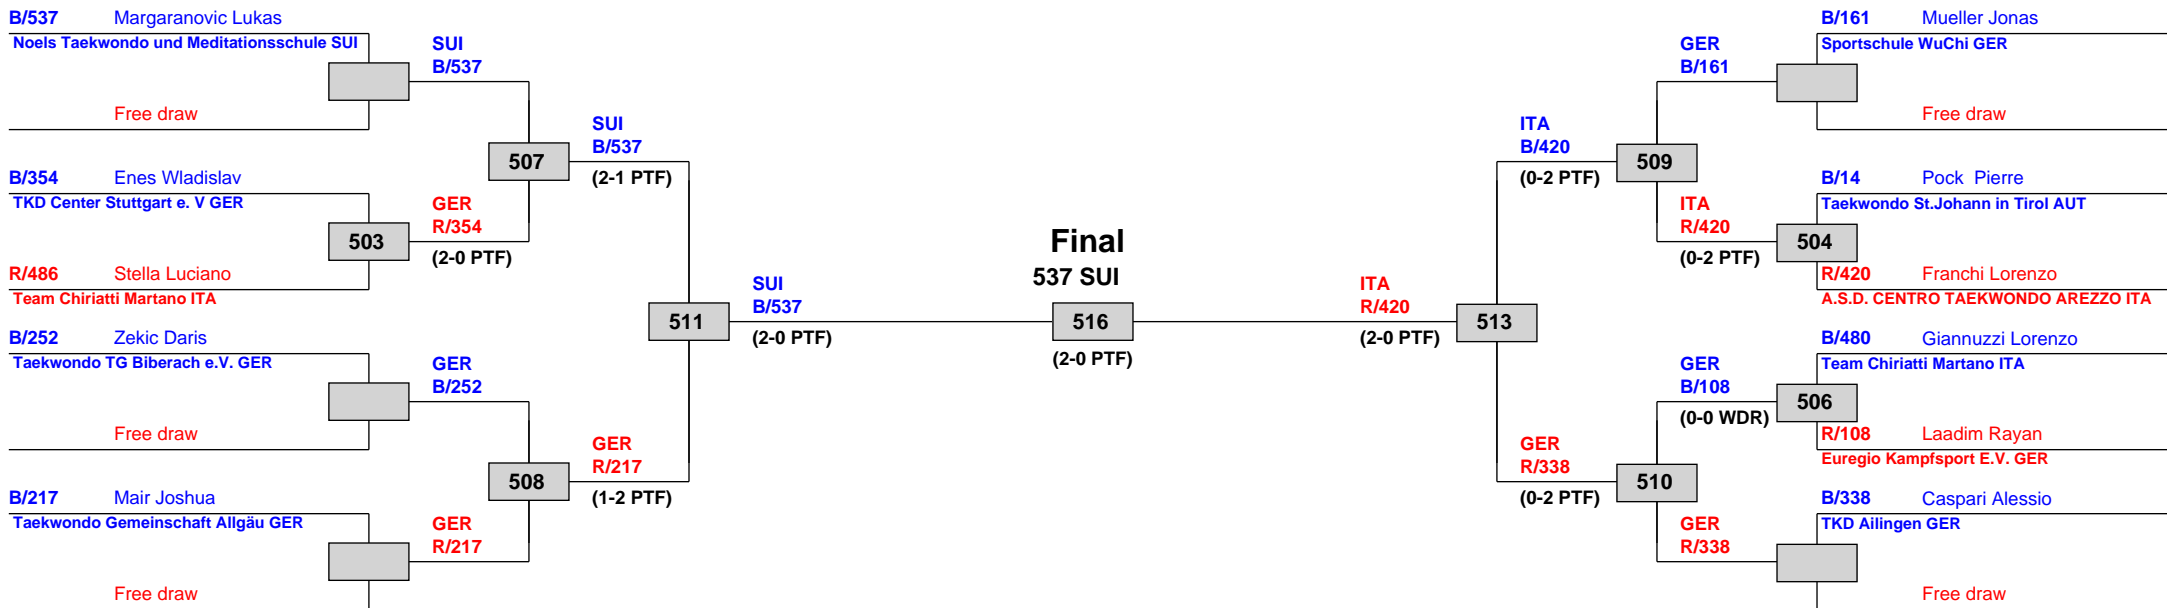 B/537 Margaranovic Lukas
Noels Taekwondo und Meditationsschule SUI
Free draw
B/354 Enes Wladislav
TKD Center Stuttgart e. V GER
503
R/486 Stella Luciano
Team Chiriatti Martano ITA
B/252 Zekic Daris
Taekwondo TG Biberach e.V. GER
Free draw
B/217 Mair Joshua
Taekwondo Gemeinschaft Allgäu GER
Free draw
SUI
B/537
507
GER
R/354
(2-0 PTF)
GER
B/252
508
GER
R/217
SUI
B/537
(2-1 PTF)
511
GER
R/217
(1-2 PTF)
SUI
B/537
(2-0 PTF)
Final
537 SUI
516
(2-0 PTF)
ITA
R/420
(2-0 PTF)
513
ITA
B/420
(0-2 PTF)
GER
R/338
(0-2 PTF)
GER
B/161
509
ITA
R/420
(0-2 PTF)
GER
B/108
(0-0 WDR)
510
GER
R/338
B/161 Mueller Jonas
Sportschule WuChi GER
Free draw
B/14 Pock  Pierre
Taekwondo St.Johann in Tirol AUT
504
R/420 Franchi Lorenzo
A.S.D. CENTRO TAEKWONDO AREZZO ITA
B/480 Giannuzzi Lorenzo
Team Chiriatti Martano ITA
506
R/108 Laadim Rayan
Euregio Kampfsport E.V. GER
B/338 Caspari Alessio
TKD Ailingen GER
Free draw